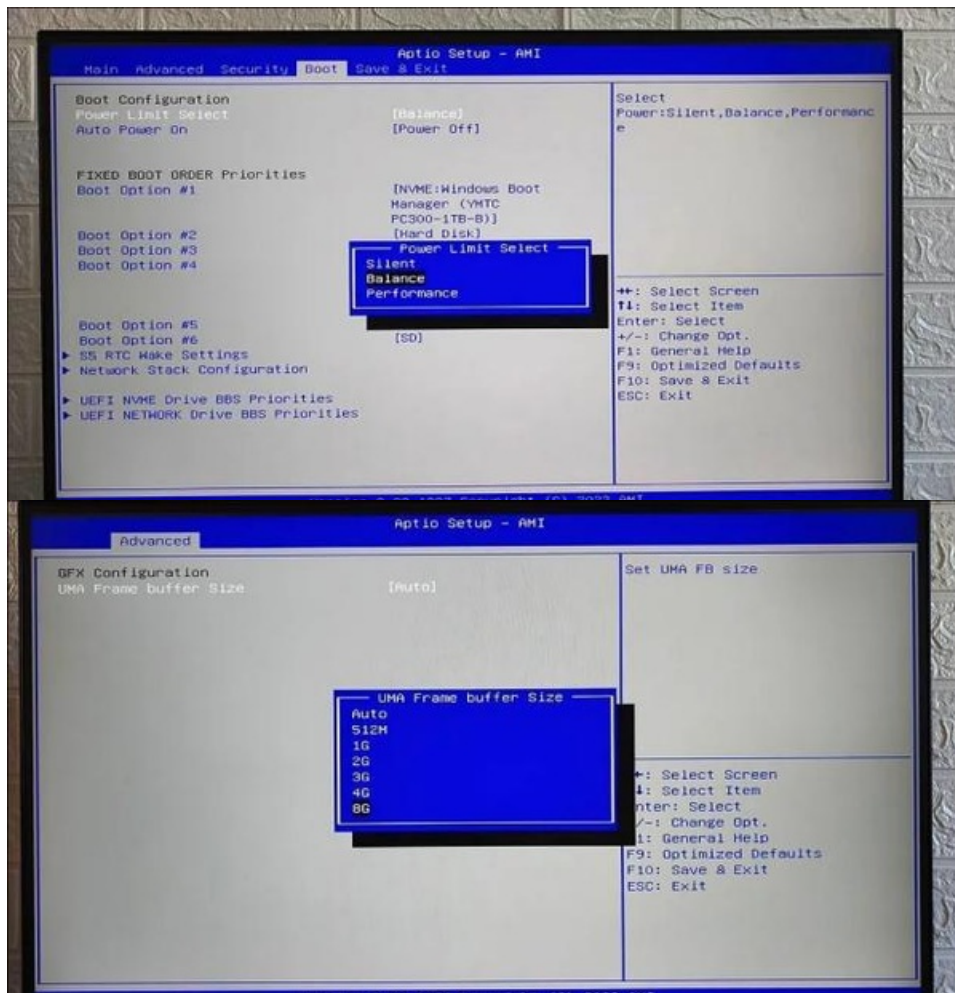 Aptio Setup - AMI
Main Advanced Security Boot Save & Exit
Boot Configuration
Power Limit Select [Balance]
Auto Power On [Power Off]
FIXED BOOT ORDER Priorities
Boot Option #1 [NVME:Windows Boot
Manager (YMTC
PC300-1TB-B)]
Boot Option #2 [Hard Disk]
Boot Option #3
Boot Option #4
Power Limit Select
Silent
Balance
Performance
Boot Option #5
Boot Option #6 [SD]
S5 RTC Wake Settings
Network Stack Configuration
UEFI NVME Drive BBS Priorities
UEFI NETWORK Drive BBS Priorities
Select
Power:Silent,Balance,Performanc
e
→←: Select Screen
↑↓: Select Item
Enter: Select
+/-: Change Opt.
F1: General Help
F9: Optimized Defaults
F10: Save & Exit
ESC: Exit
Aptio Setup - AMI
Advanced
GFX Configuration
UMA Frame buffer Size [Auto]
UMA Frame buffer Size
Auto
512M
1G
2G
3G
4G
8G
Set UMA FB size
←: Select Screen
↓: Select Item
nter: Select
/-: Change Opt.
1: General Help
F9: Optimized Defaults
F10: Save & Exit
ESC: Exit